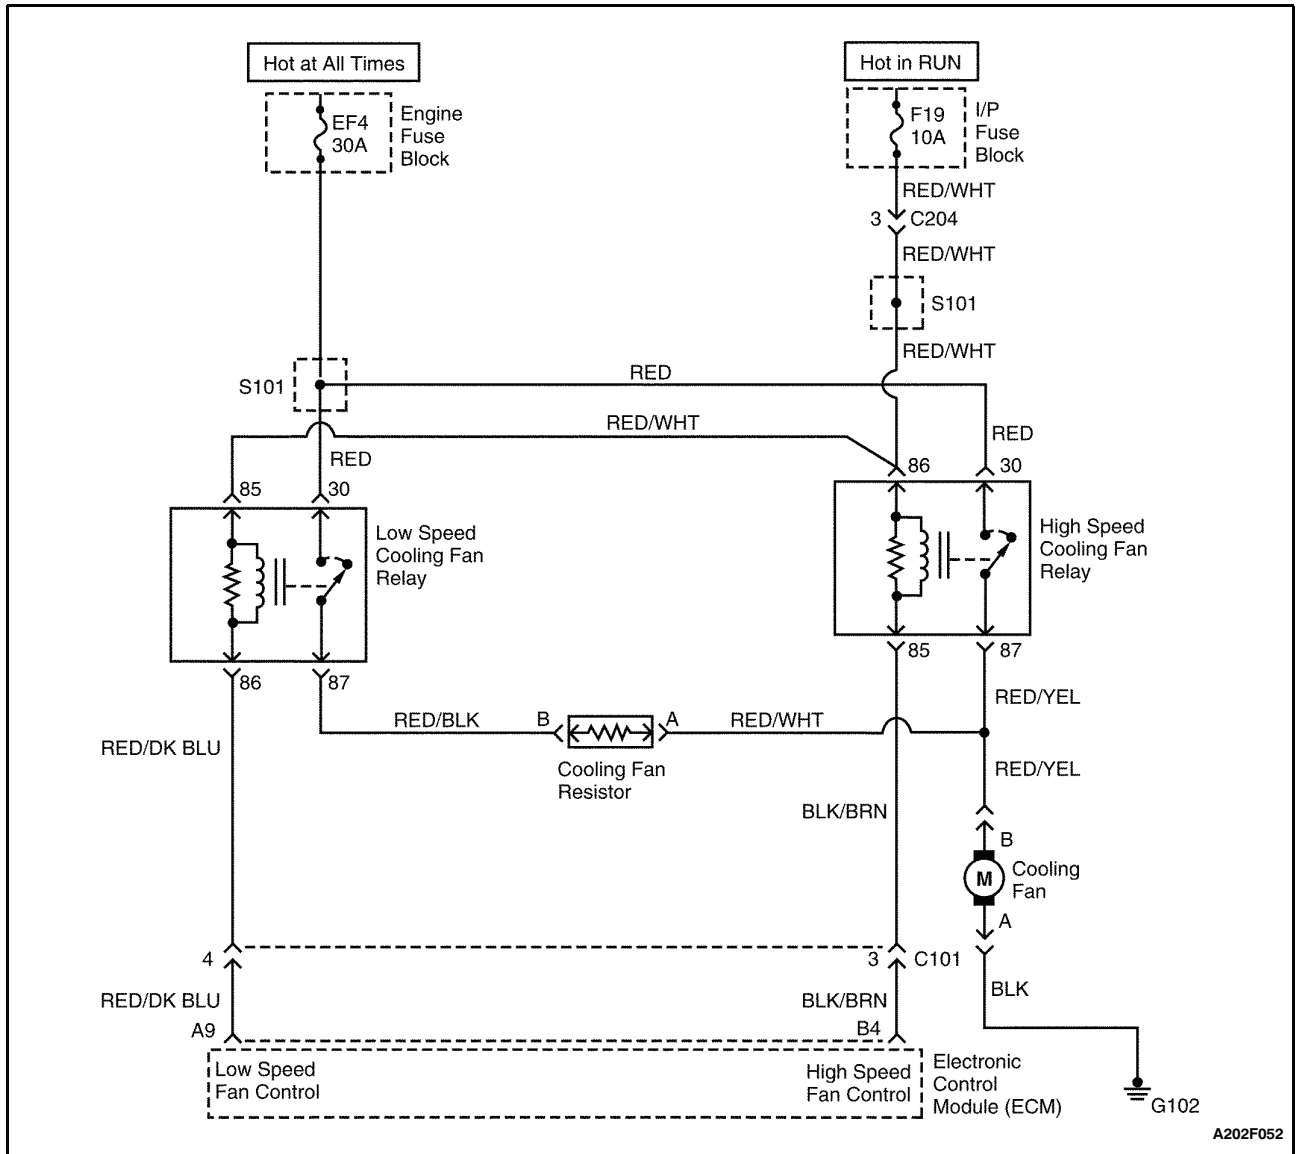 Hot at All Times
Hot in RUN
EF4
30A
Engine
Fuse
Block
F19
10A
I/P
Fuse
Block
RED/WHT
3
C204
RED/WHT
S101
RED/WHT
S101
RED
RED/WHT
RED
RED
85
30
86
30
Low Speed
Cooling Fan
Relay
High Speed
Cooling Fan
Relay
86
87
85
87
RED/YEL
RED/BLK
B
A
RED/WHT
RED/DK BLU
Cooling Fan
Resistor
RED/YEL
BLK/BRN
B
M
Cooling
Fan
A
4
3
C101
BLK
RED/DK BLU
BLK/BRN
A9
B4
Low Speed
Fan Control
High Speed
Fan Control
Electronic
Control
Module (ECM)
G102
A202F052